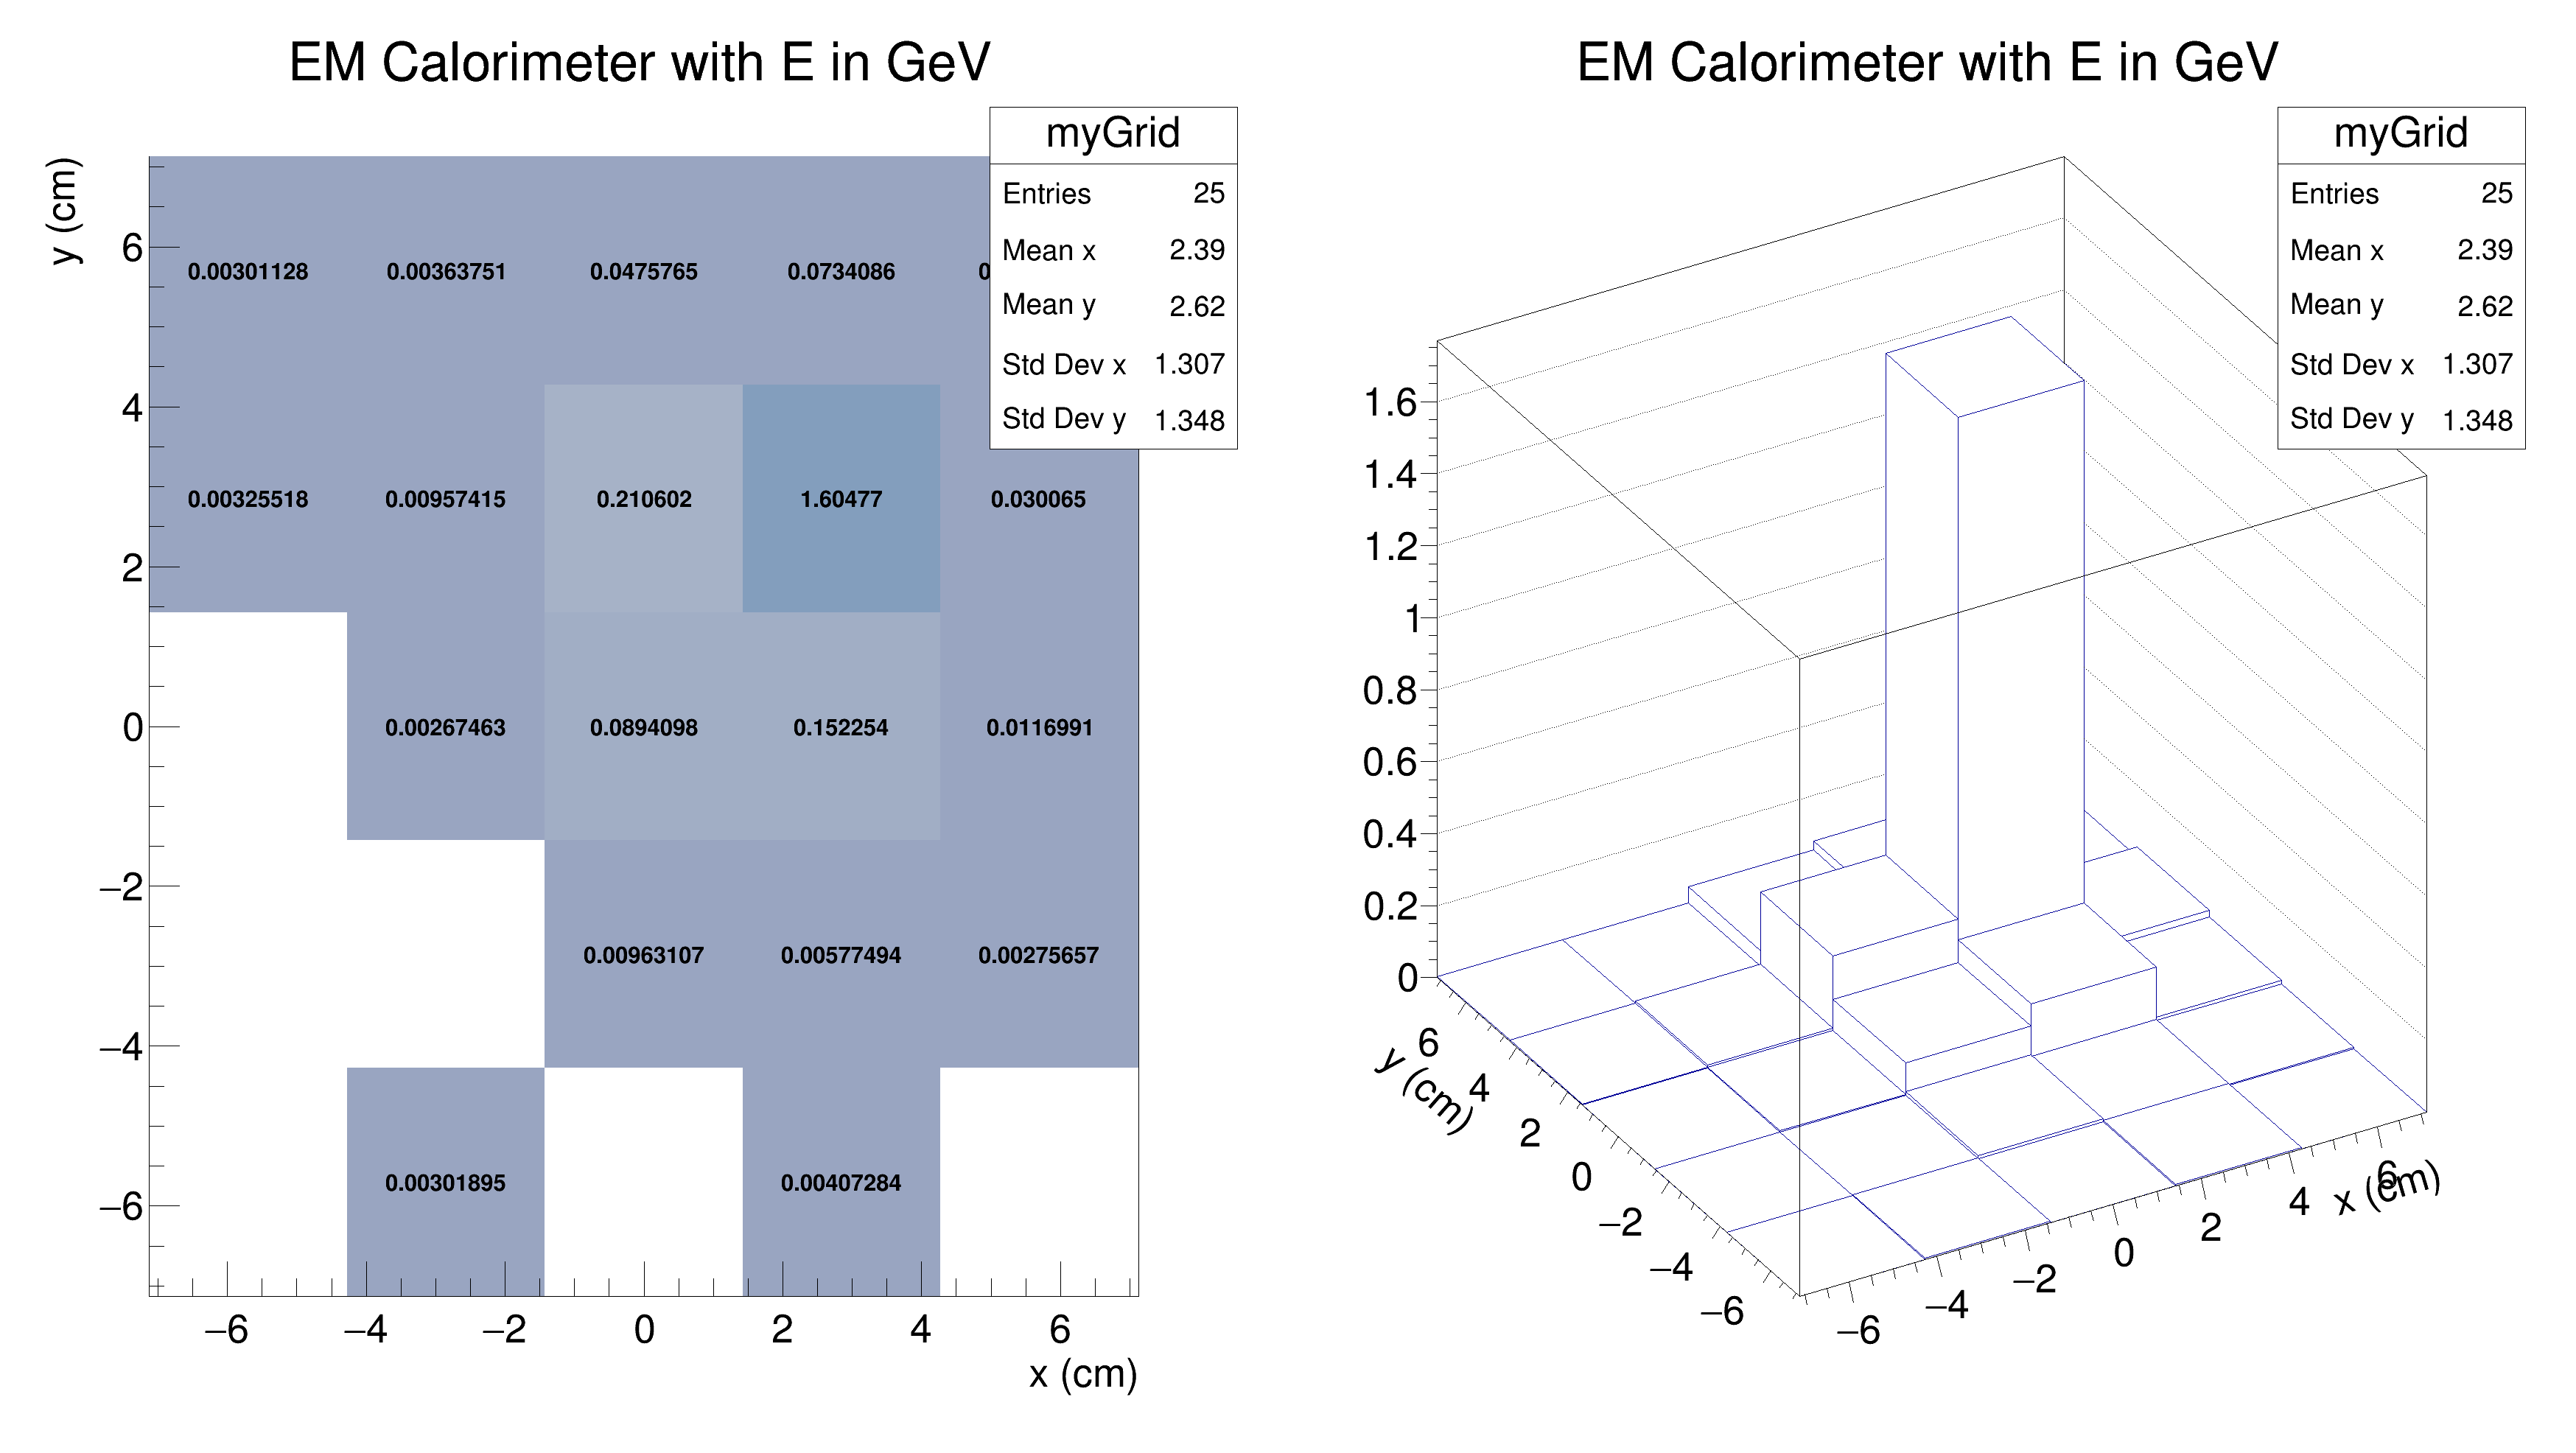 EM Calorimeter with E in GeV
myGrid
Entries 25
Mean x 2.39
Mean y 2.62
Std Dev x 1.307
Std Dev y 1.348
y (cm)
6
4
2
0
−2
−4
−6
0.00301128 0.00363751 0.0475765 0.0734086
0.00325518 0.00957415 0.210602 1.60477 0.030065
0.00267463 0.0894098 0.152254 0.0116991
0.00963107 0.00577494 0.00275657
0.00301895 0.00407284
−6 −4 −2 0 2 4 6
x (cm)
EM Calorimeter with E in GeV
myGrid
Entries 25
Mean x 2.39
Mean y 2.62
Std Dev x 1.307
Std Dev y 1.348
1.6
1.4
1.2
1
0.8
0.6
0.4
0.2
0
y (cm)
6
4
2
0
−2
−4
−6
−6 −4 −2 0 2 4 6
x (cm)